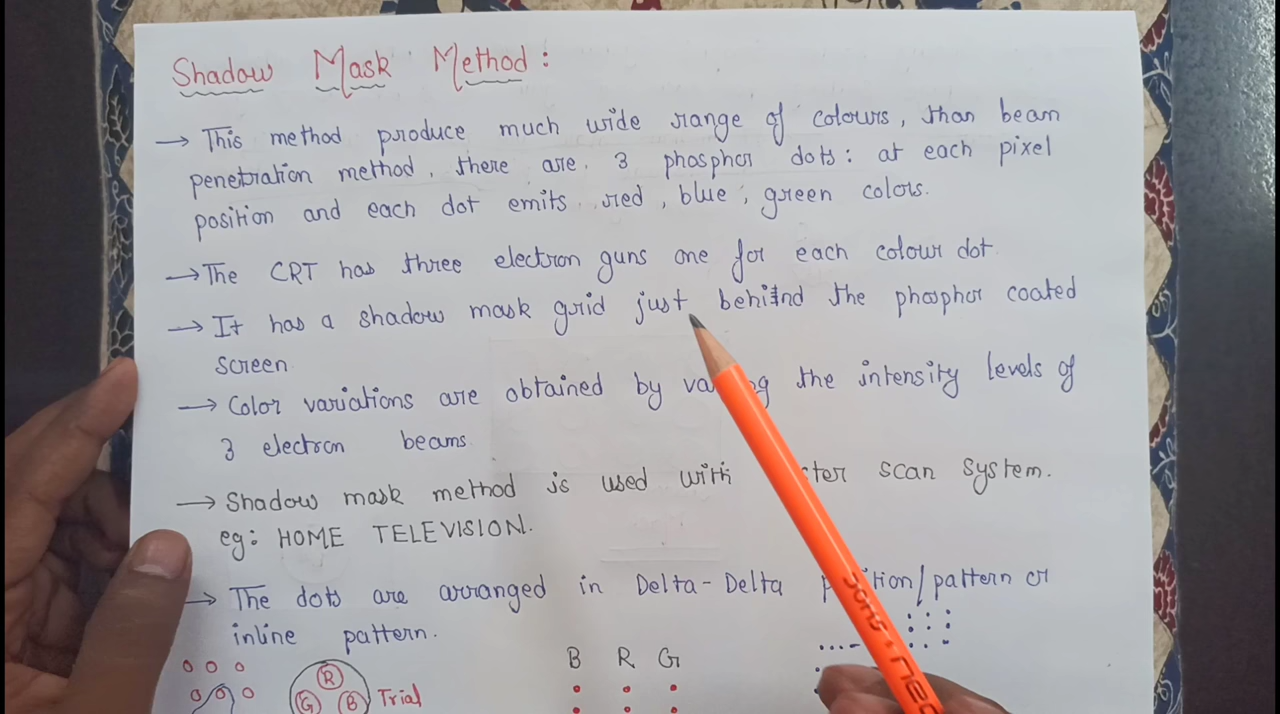 Shadow Mask Method:
→ This method produce much wide range of colours, than beam
penetration method. there are. 3 phosphor dots: at each pixel
position and each dot emits red, blue, green colors.
→ The CRT has three electron guns one for each colour dot.
→ It has a shadow mask grid just behind the phosphor coated
screen.
→ Color variations are obtained by the intensity levels of
3 electron beams
→ Shadow mask method is used with scan system.
eg: HOME TELEVISION.
→ The dots are arranged in Delta-Delta /pattern or
inline pattern.
B R G
R
G B Trial